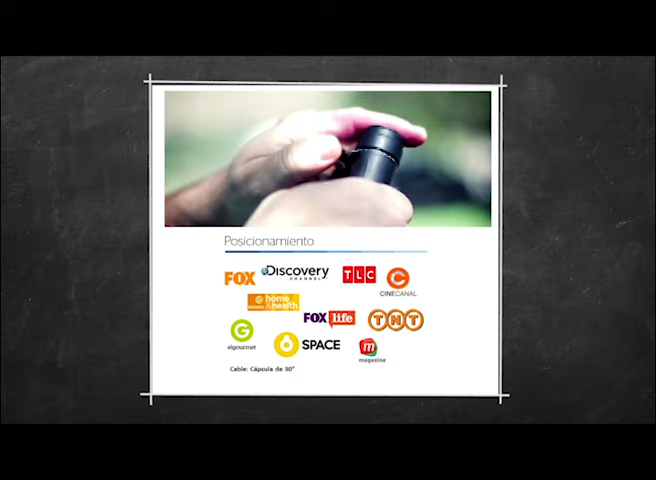 Posicionamiento
FOX Discovery CHANNEL TLC CINECANAL
home & health
FOX life TNT
elgourmet SPACE magazine
Cable: Cápsula de 30"